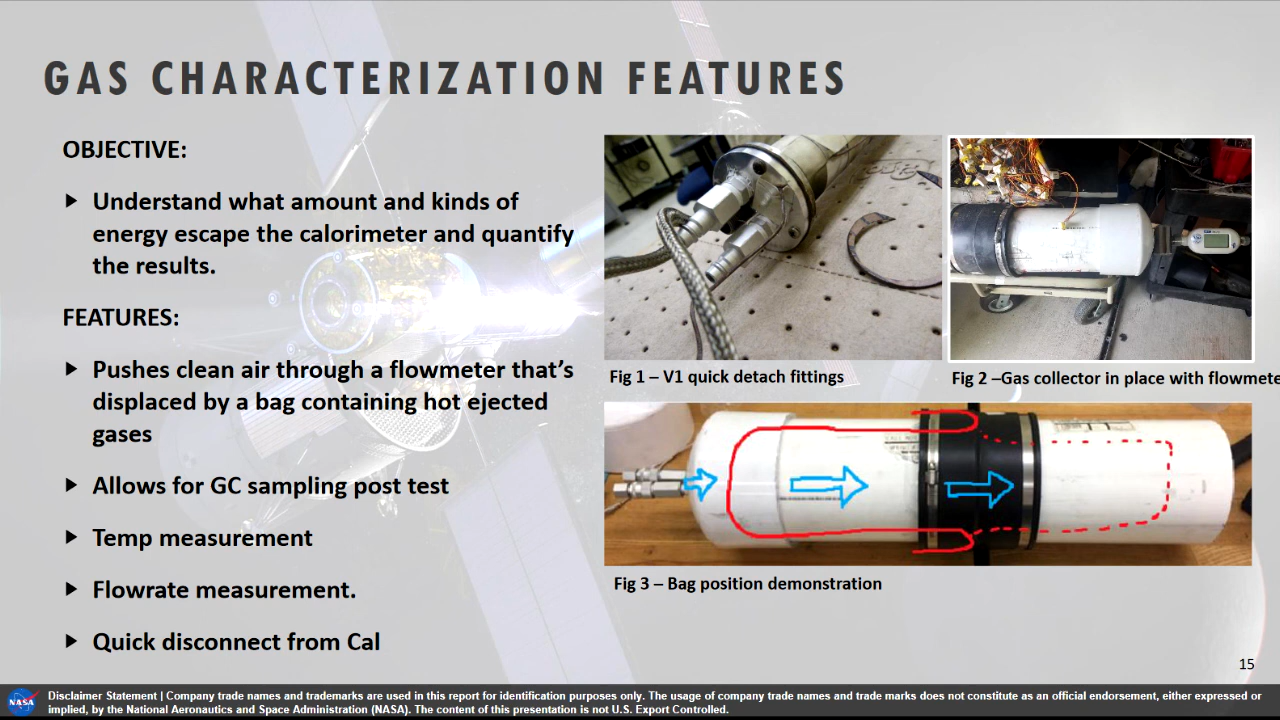 GAS CHARACTERIZATION FEATURES
OBJECTIVE:
Understand what amount and kinds of
energy escape the calorimeter and quantify
the results.
FEATURES:
Pushes clean air through a flowmeter that's
displaced by a bag containing hot ejected
gases
Allows for GC sampling post test
Temp measurement
Flowrate measurement.
Quick disconnect from Cal
Fig 1 – V1 quick detach fittings
Fig 2 –Gas collector in place with flowmete
Fig 3 – Bag position demonstration
15
NASA
Disclaimer Statement | Company trade names and trademarks are used in this report for identification purposes only. The usage of company trade names and trade marks does not constitute as an official endorsement, either expressed or
implied, by the National Aeronautics and Space Administration (NASA). The content of this presentation is not U.S. Export Controlled.